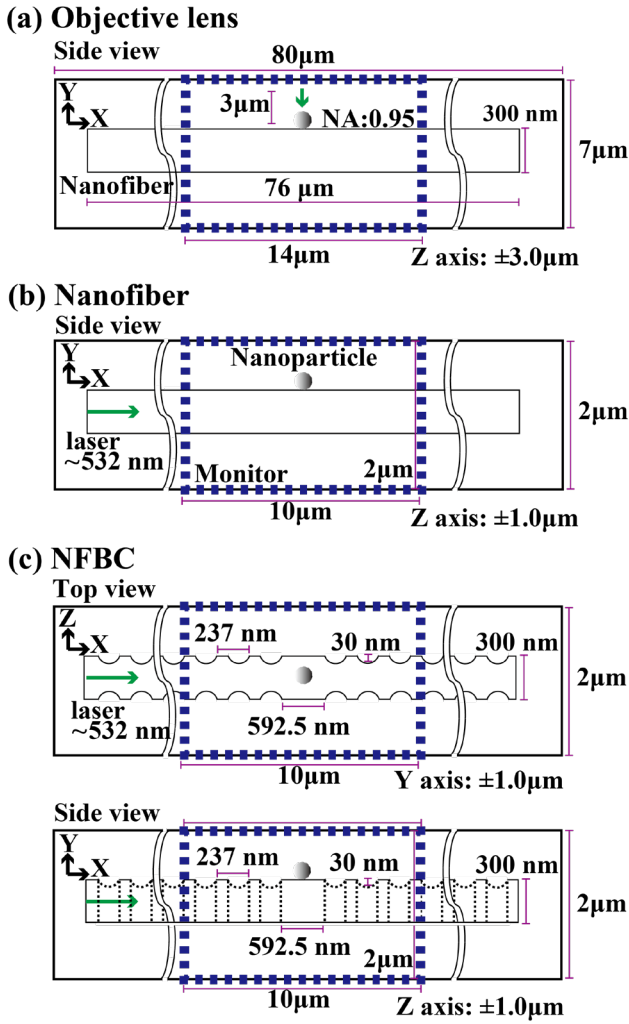 (a) Objective lens
Side view
80μm
Y
X
3μm
NA:0.95
300 nm
7μm
Nanofiber
76 μm
14μm
Z axis: ±3.0μm
(b) Nanofiber
Side view
Y
X
Nanoparticle
laser
~532 nm
2μm
Monitor
2μm
10μm
Z axis: ±1.0μm
(c) NFBC
Top view
Z
X
237 nm
30 nm
300 nm
2μm
laser
~532 nm
592.5 nm
10μm
Y axis: ±1.0μm
Side view
Y
X
237 nm
30 nm
300 nm
2μm
592.5 nm
2μm
10μm
Z axis: ±1.0μm